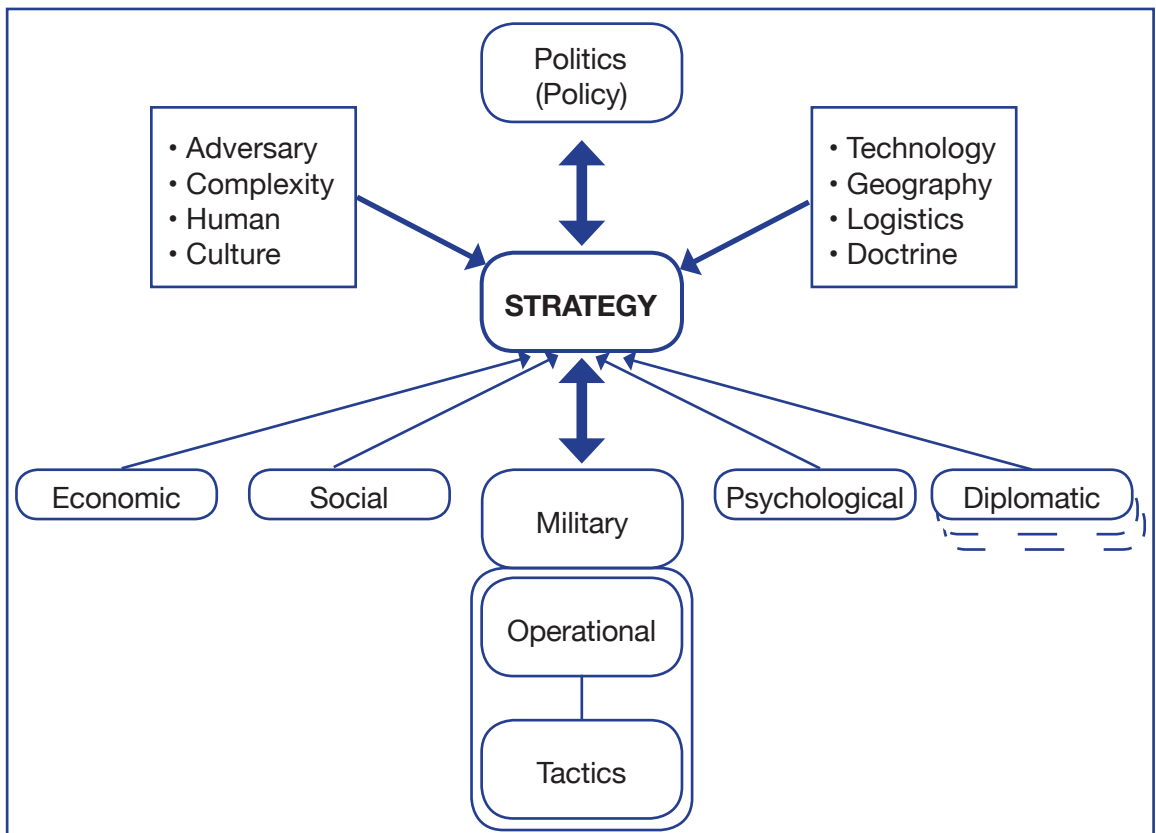 Politics
(Policy)
• Adversary
• Complexity
• Human
• Culture
• Technology
• Geography
• Logistics
• Doctrine
STRATEGY
Economic
Social
Military
Psychological
Diplomatic
Operational
Tactics